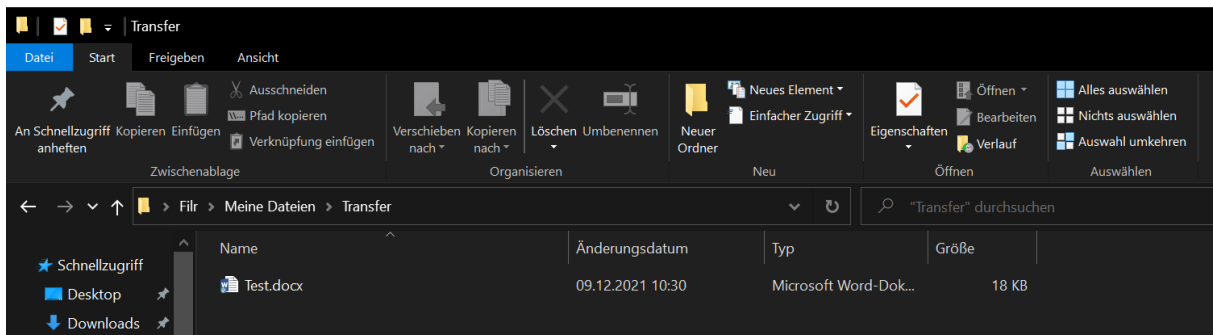 Transfer
Datei Start Freigeben Ansicht
An Schnellzugriff anheften
Kopieren
Einfügen
Ausschneiden
Pfad kopieren
Verknüpfung einfügen
Zwischenablage
Verschieben nach
Kopieren nach
Löschen
Umbenennen
Organisieren
Neuer Ordner
Neues Element
Einfacher Zugriff
Neu
Eigenschaften
Öffnen
Bearbeiten
Verlauf
Öffnen
Alles auswählen
Nichts auswählen
Auswahl umkehren
Auswählen
> Filr > Meine Dateien > Transfer
"Transfer" durchsuchen
Name Änderungsdatum Typ Größe
Schnellzugriff
Desktop
Downloads
Test.docx 09.12.2021 10:30 Microsoft Word-Dok... 18 KB